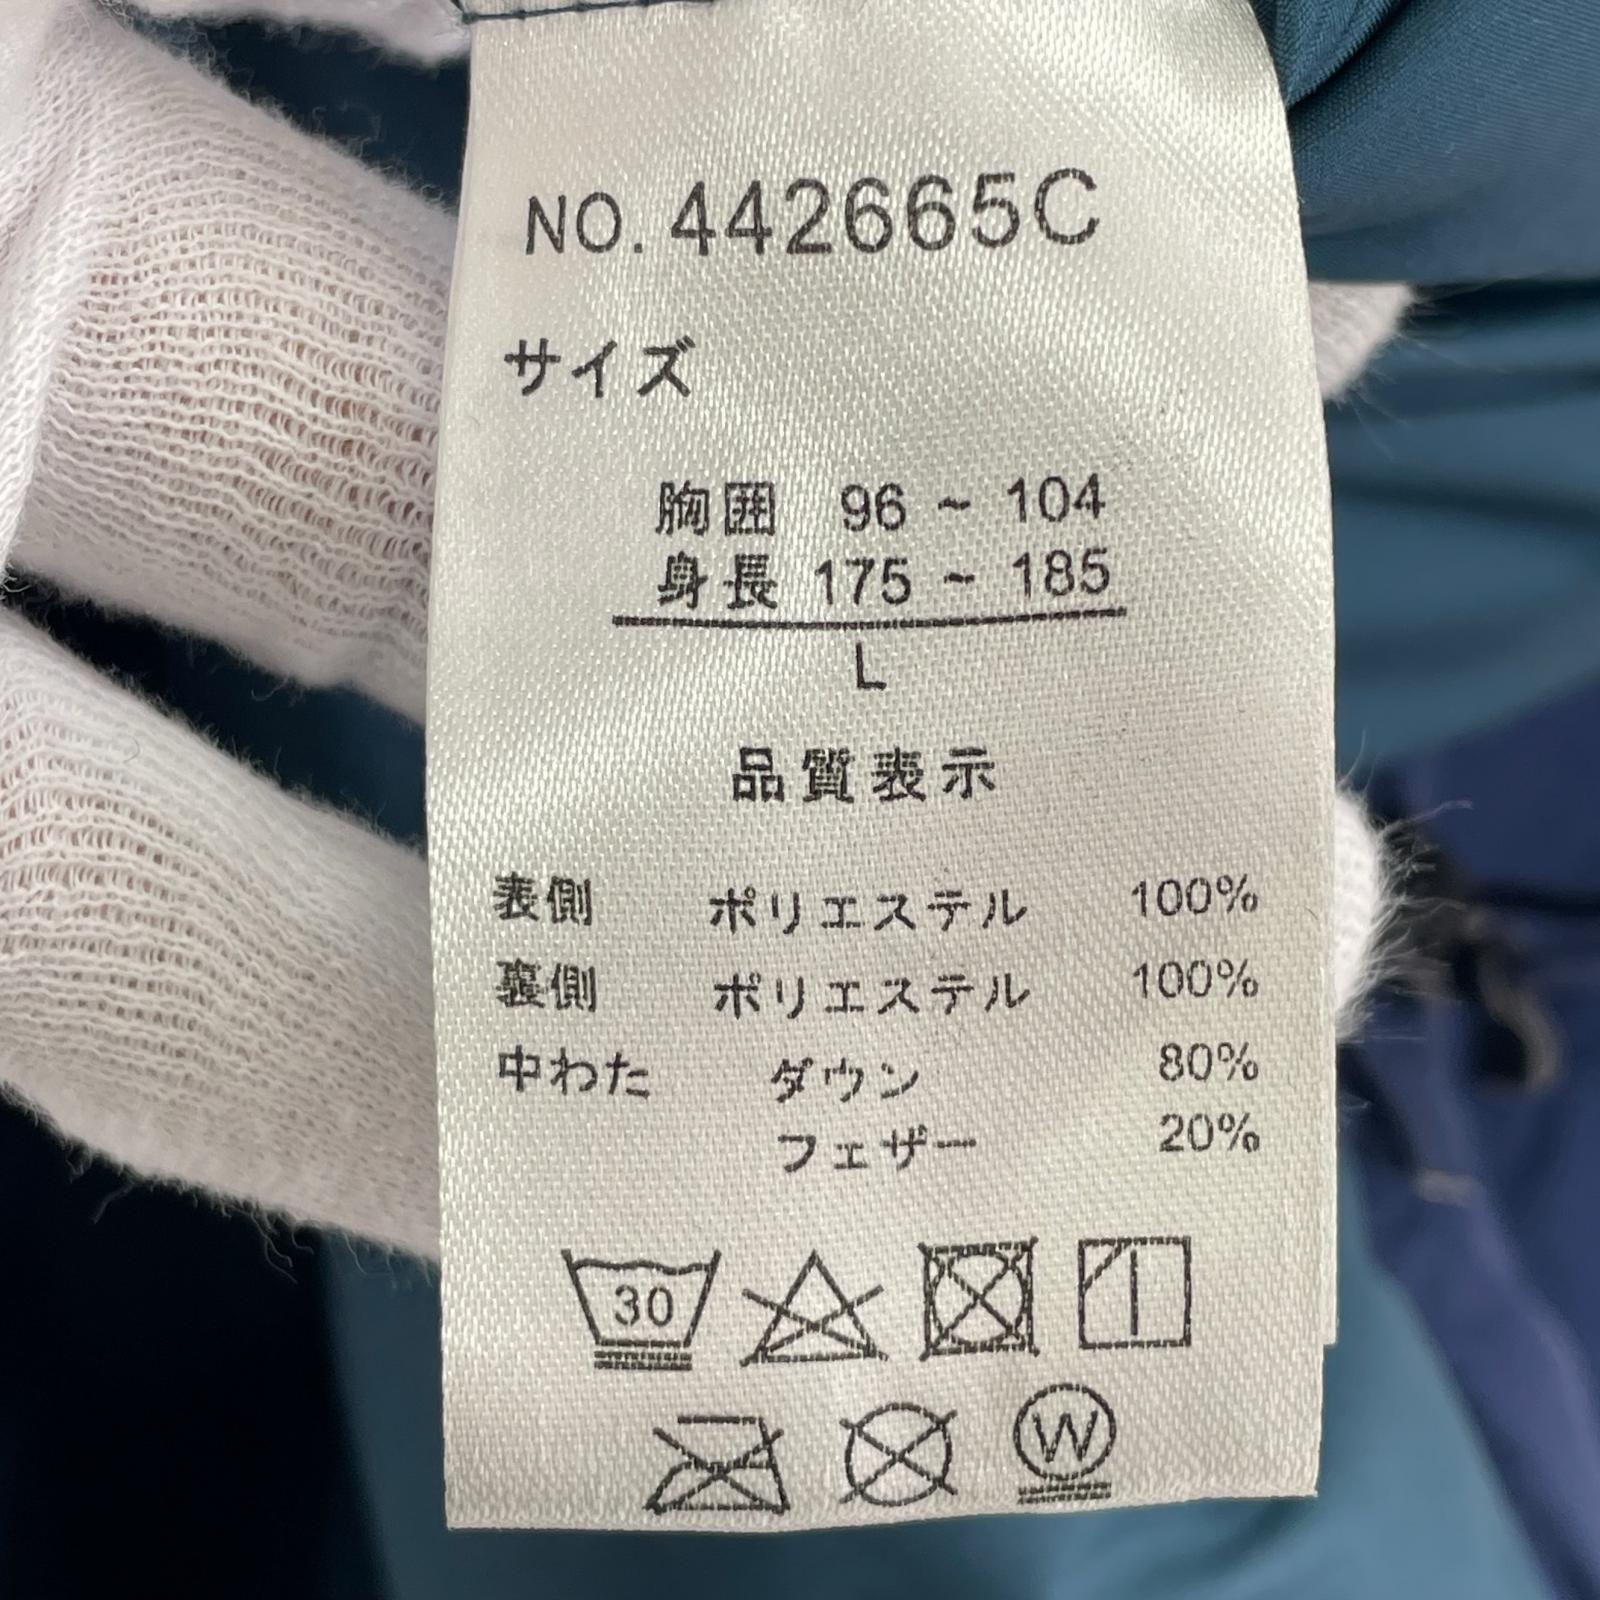 NO. 442665C
サイズ
胸囲 96 ~ 104
身長 175 ~ 185
L
品質表示
表側 ポリエステル 100%
裏側 ポリエステル 100%
中わた ダウン 80%
フェザー 20%
30
W